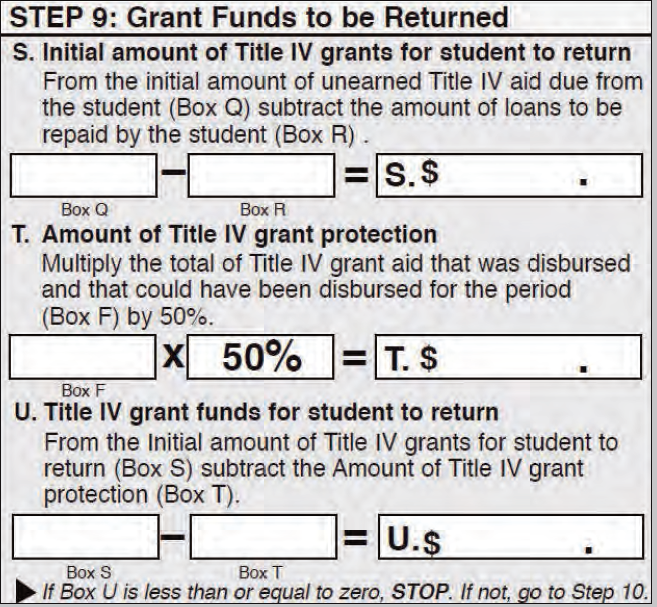 STEP 9: Grant Funds to be Returned
S. Initial amount of Title IV grants for student to return
From the initial amount of unearned Title IV aid due from
the student (Box Q) subtract the amount of loans to be
repaid by the student (Box R) .
– = S. $ .
Box Q Box R
T. Amount of Title IV grant protection
Multiply the total of Title IV grant aid that was disbursed
and that could have been disbursed for the period
(Box F) by 50%.
x 50% = T. $ .
Box F
U. Title IV grant funds for student to return
From the Initial amount of Title IV grants for student to
return (Box S) subtract the Amount of Title IV grant
protection (Box T).
– = U. $ .
Box S Box T
▶ If Box U is less than or equal to zero, STOP. If not, go to Step 10.